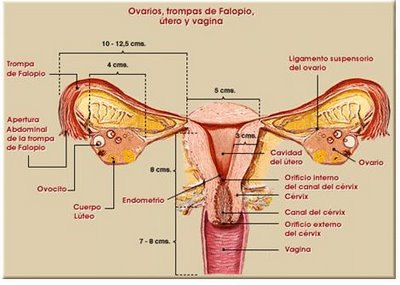 Ovarios, trompas de Falopio,
útero y vagina
10 - 12,5 cms.
Trompa
de Falopio
4 cms.
5 cms.
Ligamento suspensorio
del ovario
Apertura
Abdominal
de la trompa
de Falopio
3 cms.
Ovocito
Cuerpo
Lúteo
Endometrio
8 cms.
7 - 8 cms.
Cavidad
del útero
Ovario
Orificio interno
del canal del cérvix
Cérvix
Canal del cérvix
Orificio externo
del cérvix
Vagina